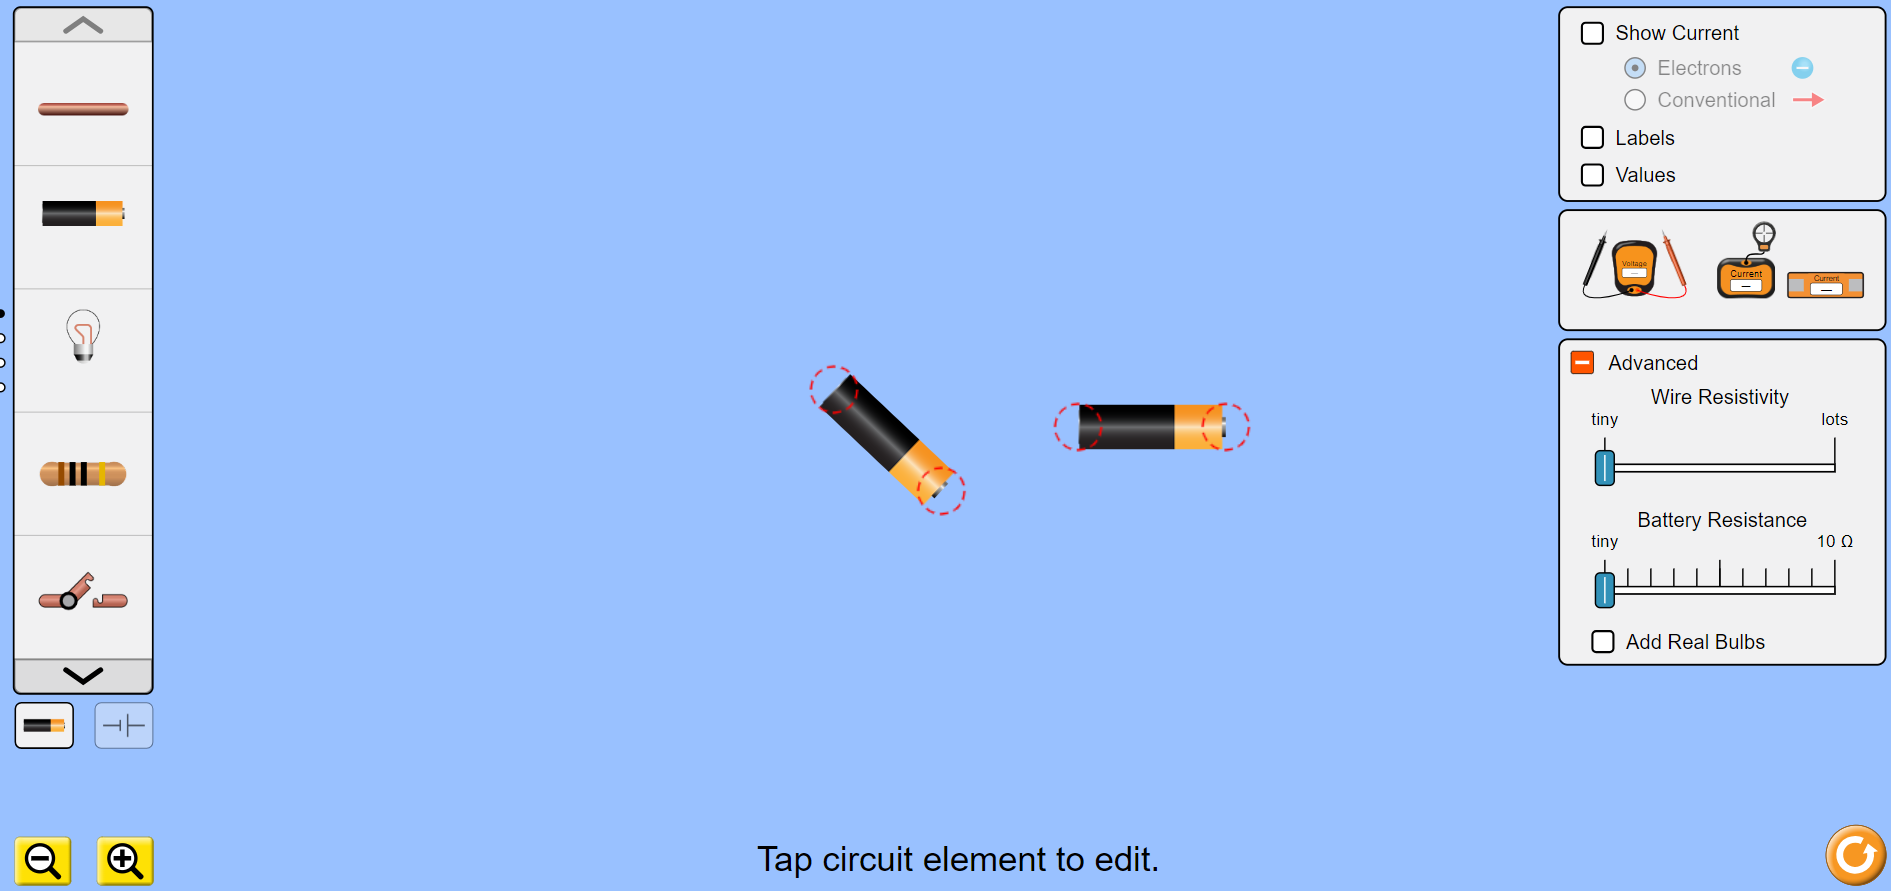 Show Current
Electrons
Conventional
Labels
Values
Voltage
Current
Current
Advanced
Wire Resistivity
tiny lots
Battery Resistance
tiny 10 Ω
Add Real Bulbs
Tap circuit element to edit.